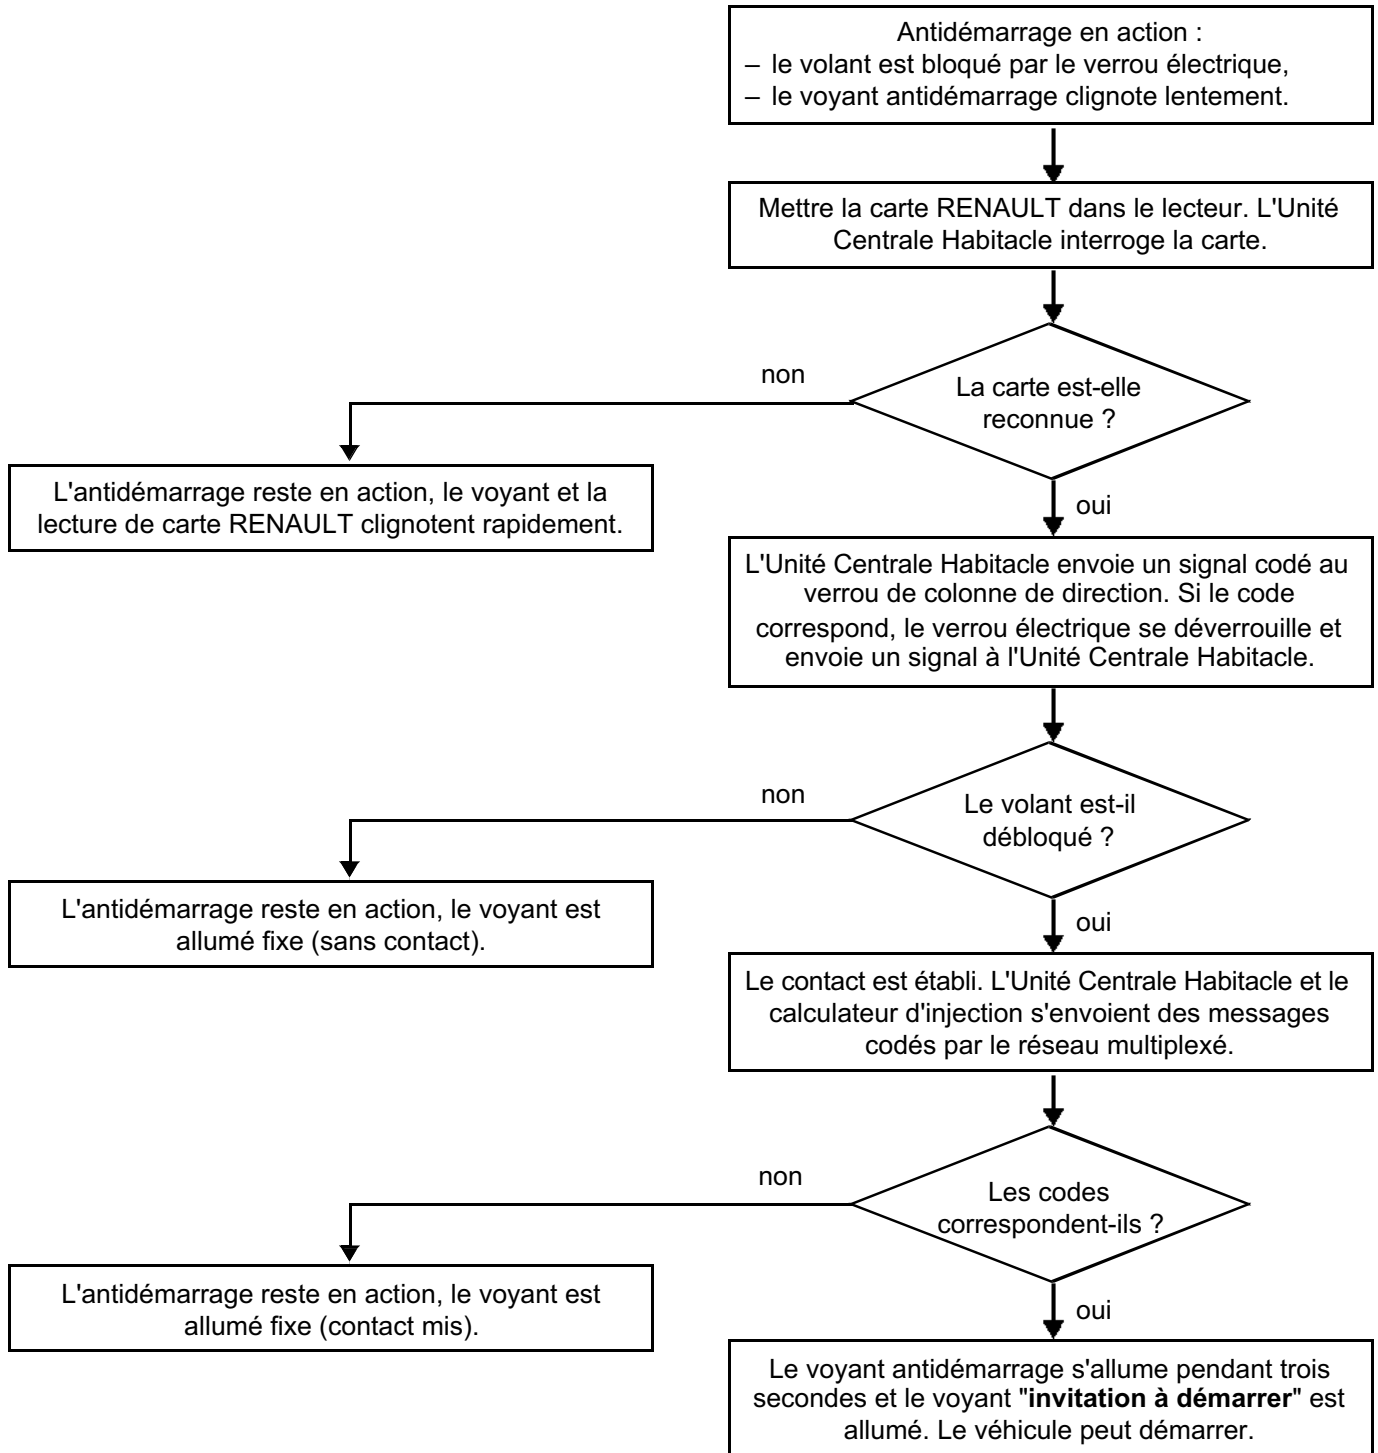 Antidémarrage en action :
– le volant est bloqué par le verrou électrique,
– le voyant antidémarrage clignote lentement.
Mettre la carte RENAULT dans le lecteur. L'Unité
Centrale Habitacle interroge la carte.
non
La carte est-elle
reconnue ?
L'antidémarrage reste en action, le voyant et la
lecture de carte RENAULT clignotent rapidement.
oui
L'Unité Centrale Habitacle envoie un signal codé au
verrou de colonne de direction. Si le code
correspond, le verrou électrique se déverrouille et
envoie un signal à l'Unité Centrale Habitacle.
non
Le volant est-il
débloqué ?
L'antidémarrage reste en action, le voyant est
allumé fixe (sans contact).
oui
Le contact est établi. L'Unité Centrale Habitacle et le
calculateur d'injection s'envoient des messages
codés par le réseau multiplexé.
non
Les codes
correspondent-ils ?
L'antidémarrage reste en action, le voyant est
allumé fixe (contact mis).
oui
Le voyant antidémarrage s'allume pendant trois
secondes et le voyant "invitation à démarrer" est
allumé. Le véhicule peut démarrer.